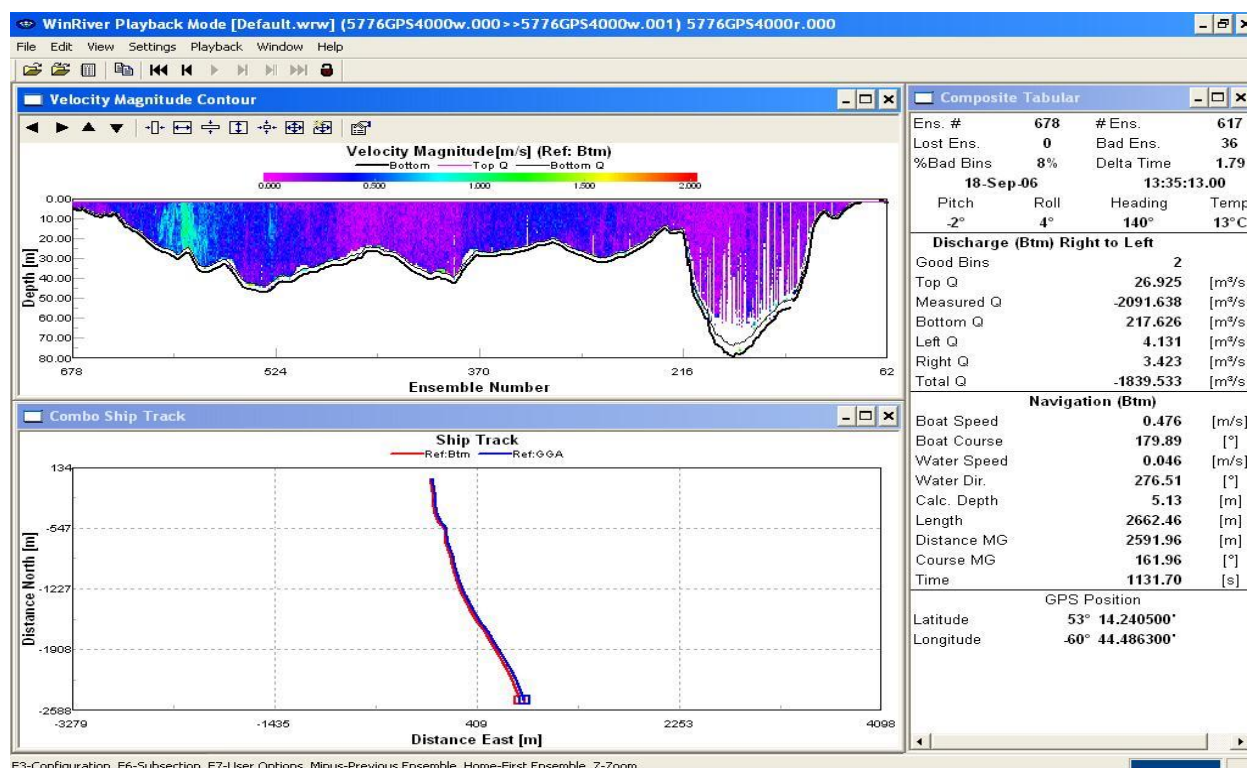 WinRiver Playback Mode [Default.wrw] (5776GPS4000w.000>>5776GPS4000w.001) 5776GPS4000r.000
File Edit View Settings Playback Window Help
Velocity Magnitude Contour
Velocity Magnitude[m/s] (Ref: Btm)
Bottom Top Q Bottom Q
0.000 0.500 1.000 1.500 2.000
Depth [m]
0.00
10.00
20.00
30.00
40.00
50.00
60.00
70.00
80.00
678 524 370 216 62
Ensemble Number
Combo Ship Track
Ship Track
Ref:Btm Ref:GGA
Distance North [m]
134
-547
-1227
-1908
-2588
-3279 -1435 409 2253 4098
Distance East [m]
Composite Tabular
Ens. # 678 # Ens. 617
Lost Ens. 0 Bad Ens. 36
%Bad Bins 8% Delta Time 1.79
18-Sep-06 13:35:13.00
Pitch Roll Heading Temp
-2° 4° 140° 13°C
Discharge (Btm) Right to Left
Good Bins 2
Top Q 26.925 [m³/s
Measured Q -2091.638 [m³/s
Bottom Q 217.626 [m³/s
Left Q 4.131 [m³/s
Right Q 3.423 [m³/s
Total Q -1839.533 [m³/s
Navigation (Btm)
Boat Speed 0.476 [m/s]
Boat Course 179.89 [°]
Water Speed 0.046 [m/s]
Water Dir. 276.51 [°]
Calc. Depth 5.13 [m]
Length 2662.46 [m]
Distance MG 2591.96 [m]
Course MG 161.96 [°]
Time 1131.70 [s]
GPS Position
Latitude 53° 14.240500'
Longitude -60° 44.486300'
F3-Configuration, F6-Subsection, F7-User Options, Minus-Previous Ensemble, Home-First Ensemble, Z-Zoom